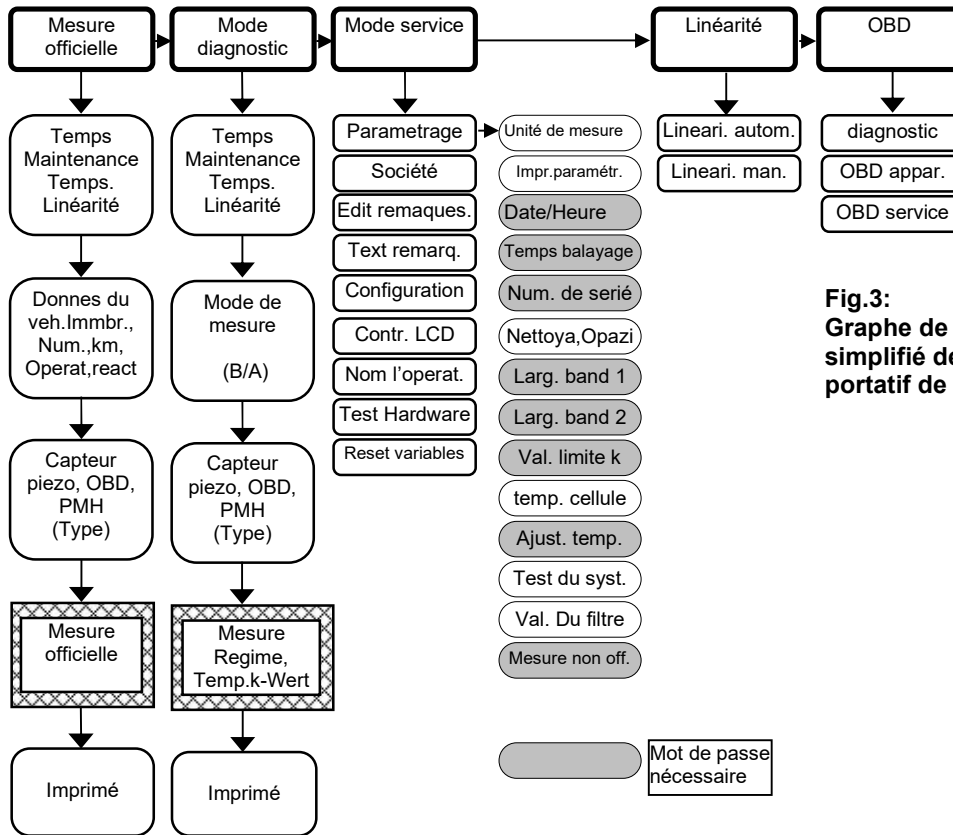 Mesure
officielle
Mode
diagnostic
Mode service
Linéarité
OBD
Temps
Maintenance
Temps.
Linéarité
Donnes du
veh.Immbr.,
Num.,km,
Operat,react
Capteur
piezo, OBD,
PMH
(Type)
Mesure
officielle
Imprimé
Temps
Maintenance
Temps.
Linéarité
Mode de
mesure
(B/A)
Capteur
piezo, OBD,
PMH
(Type)
Mesure
Regime,
Temp.k-Wert
Imprimé
Parametrage
Société
Edit remaques.
Text remarq.
Configuration
Contr. LCD
Nom l'operat.
Test Hardware
Reset variables
Unité de mesure
Impr.paramétr.
Date/Heure
Temps balayage
Num. de serié
Nettoya,Opazi
Larg. band 1
Larg. band 2
Val. limite k
temp. cellule
Ajust. temp.
Test du syst.
Val. Du filtre
Mesure non off.
Mot de passe
nécessaire
Lineari. autom.
Lineari. man.
diagnostic
OBD appar.
OBD service
Fig.3:
Graphe de
simplifié de
portatif de